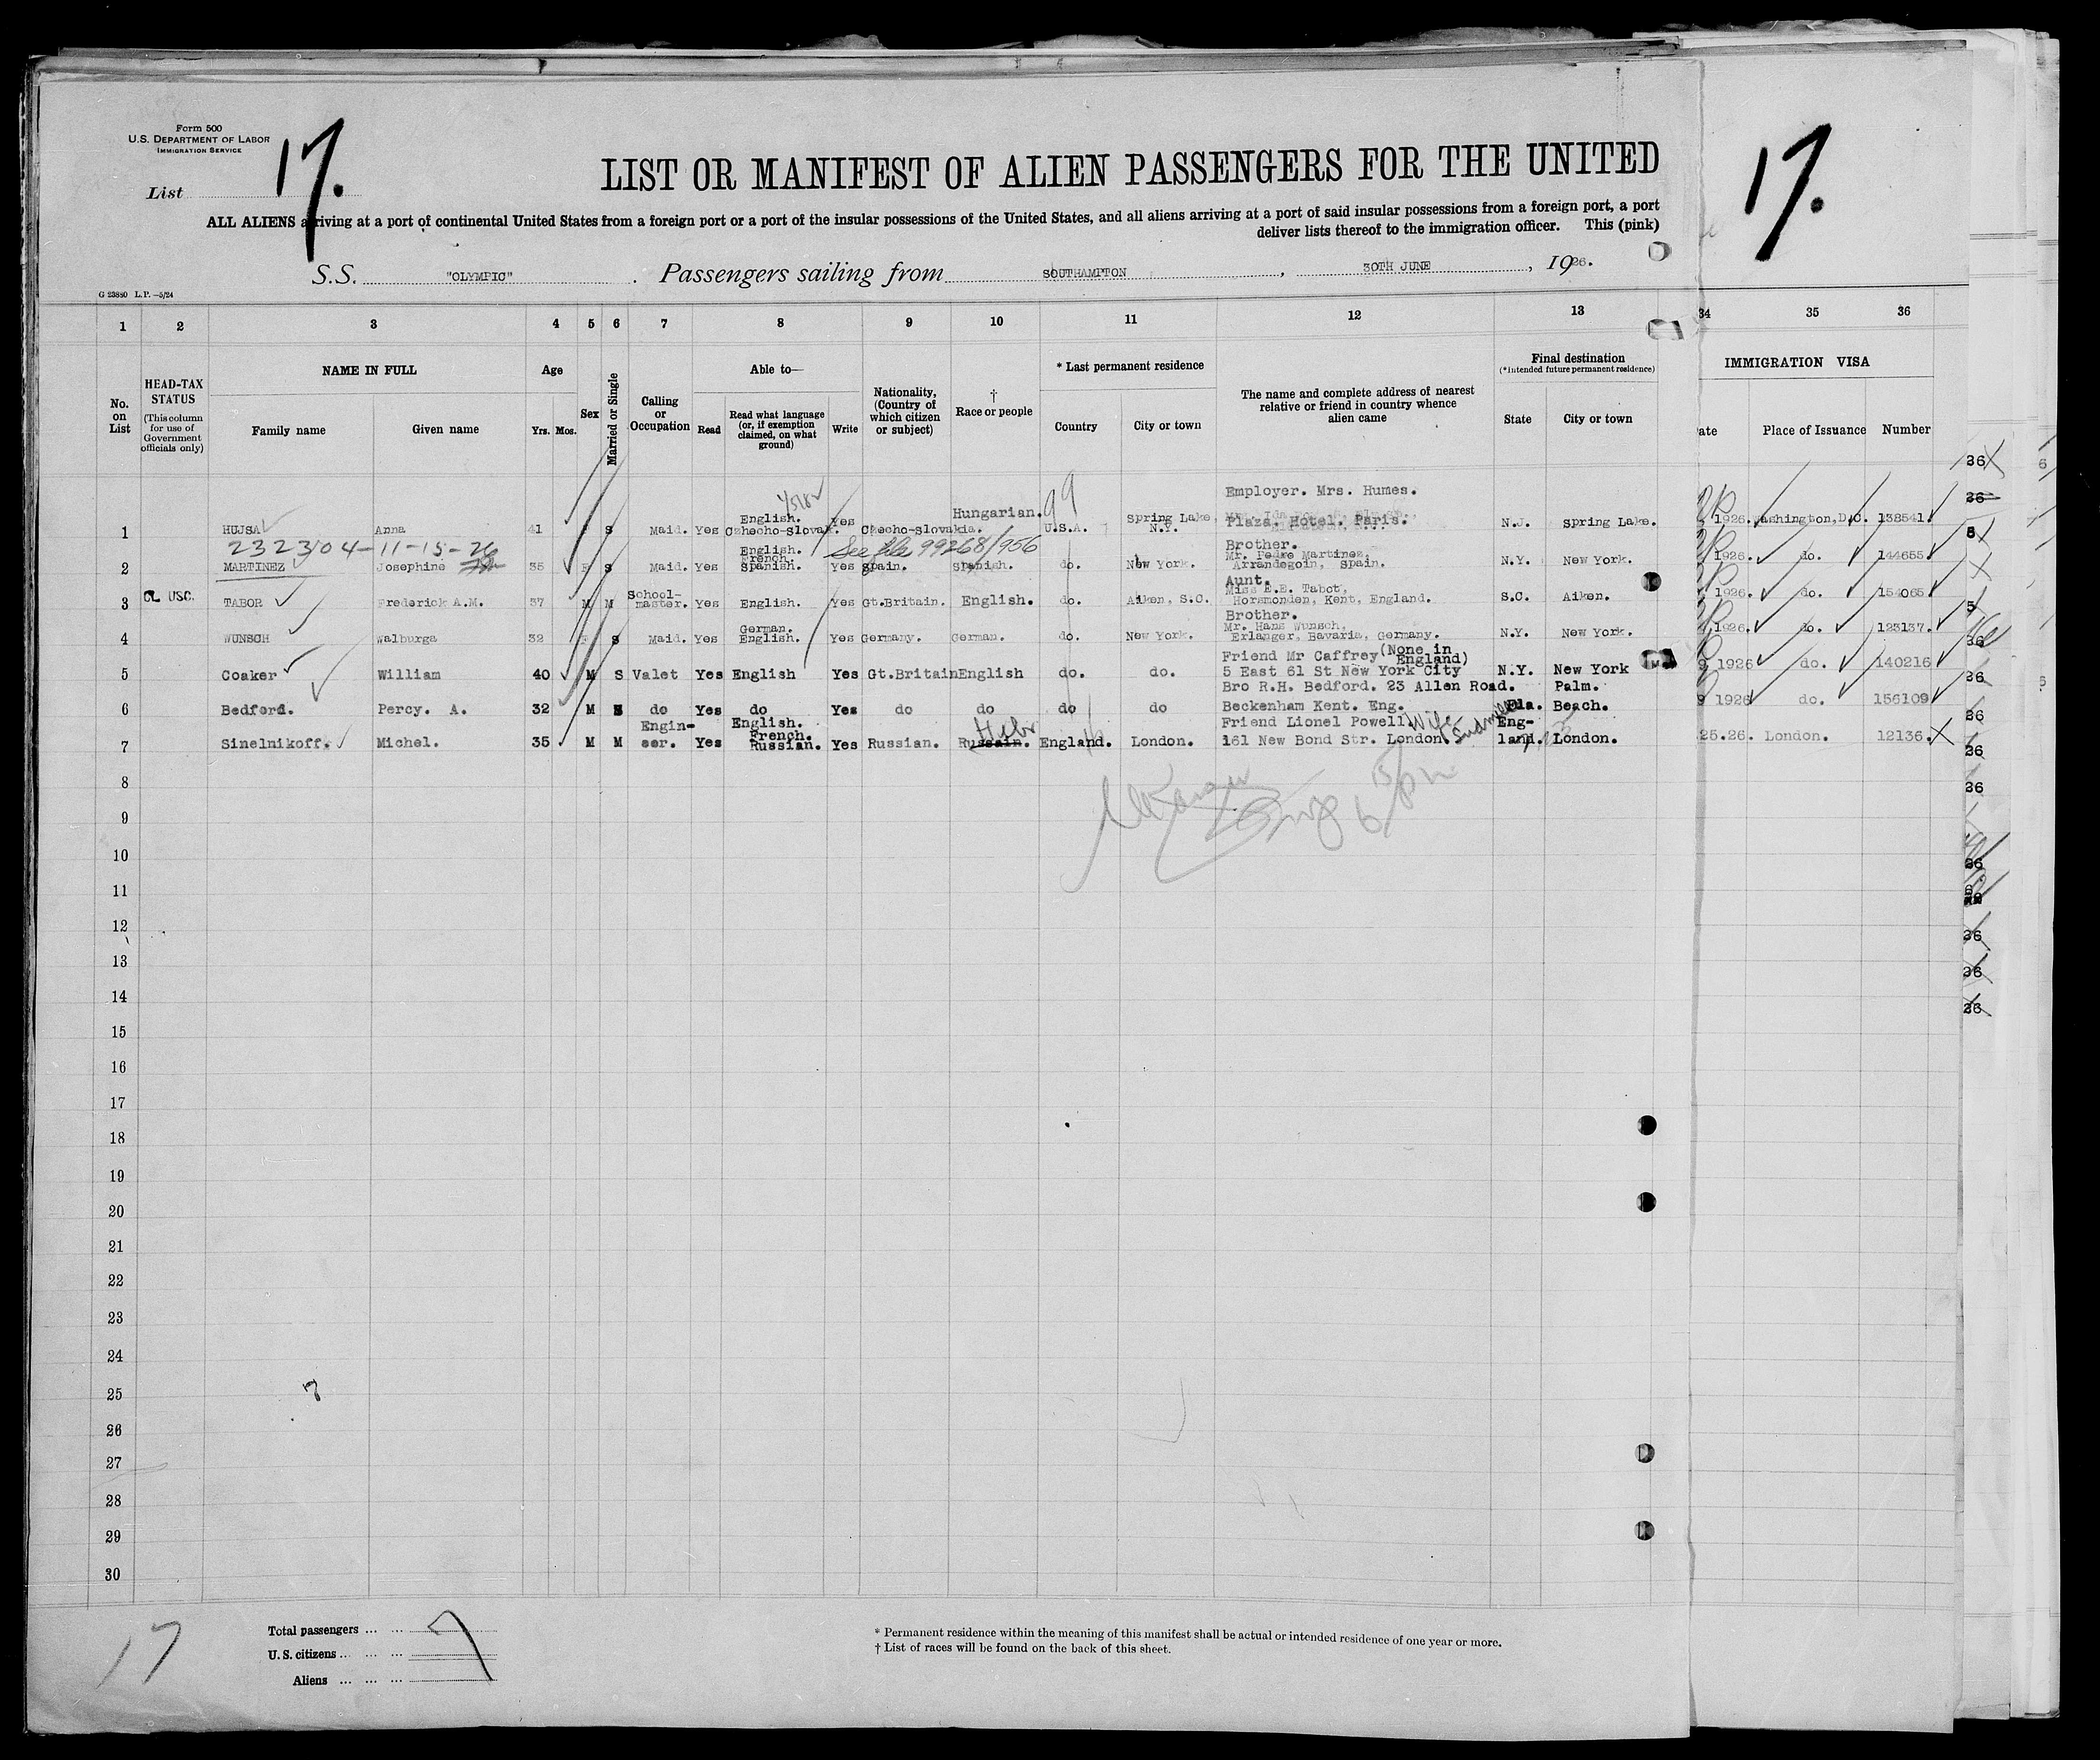 Form 500
U.S. DEPARTMENT OF LABOR
IMMIGRATION SERVICE
List 17.
17.
LIST OR MANIFEST OF ALIEN PASSENGERS FOR THE UNITED
ALL ALIENS arriving at a port of continental United States from a foreign port or a port of the insular possessions of the United States, and all aliens arriving at a port of said insular possessions from a foreign port, a port
deliver lists thereof to the immigration officer. This (pink)
S.S. "OLYMPIC" . Passengers sailing from SOUTHAMPTON , 30TH JUNE , 1926.
G 23880 L.P.—5/24
1 2 3 4 5 6 7 8 9 10 11 12 13 34 35 36
No. on List
HEAD-TAX STATUS (This column for use of Government officials only)
NAME IN FULL
Family name
Given name
Age
Yrs. Mos.
Sex
Married or Single
Calling or Occupation
Able to—
Read
Read what language (or, if exemption claimed, on what ground)
Write
Nationality, (Country of which citizen or subject)
† Race or people
* Last permanent residence
Country
City or town
The name and complete address of nearest relative or friend in country whence alien came
Final destination
(*Intended future permanent residence)
State
City or town
IMMIGRATION VISA
ate
Place of Issuance
Number
Employer. Mrs. Humes.
1 HUJSA Anna 41 F S Maid. Yes English. Czhecho-Slovak. Yes Czecho-Slovakia. Hungarian. U.S.A. Spring Lake, N.Y. Plaza, Hotel. Paris. N.J. Spring Lake. 1926. Washington,D.C. 138541
232304-11-15-26 See file 99268/956
2 MARTINEZ Josephine 35 F S Maid. Yes English. French. Spanish. Yes Spain. Spanish. do. New York. Brother. Mr. Pedro Martinez, Arrandegoin, Spain. N.Y. New York. 1926. do. 144655
3 USC. TABOR Frederick A.M. 37 M M School-master. Yes English. Yes Gt.Britain. English. do. Aiken, S.C. Aunt. Miss E.E. Tabot, Horsmonden, Kent, England. S.C. Aiken. 1926. do. 154065
4 WUNSCH Walburga 32 F S Maid. Yes German. English. Yes Germany. German. do. New York. Brother. Mr. Hans Wunsch, Erlanger, Bavaria, Germany. N.Y. New York. 1926. do. 123137
5 Coaker William 40 M S Valet Yes English Yes Gt.Britain English do. do. Friend Mr Caffrey (None in England) 5 East 61 St New York City N.Y. New York 9 1926 do. 140216
6 Bedford. Percy. A. 32 M S do Yes do Yes do do do do Bro R.H. Bedford. 23 Allen Road. Beckenham Kent. Eng. Fla. Palm. Beach. 9 1926 do. 156109
7 Sinelnikoff. Michel. 35 M M Engin-eer. Yes English. French. Russian. Yes Russian. Russain. Hebr England. London. Friend Lionel Powell 161 New Bond Str. London. Wife England. London. 25.26. London. 12136.
8
9
10
11
12
13
14
15
16
17
18
19
20
21
22
23
24
25
26
27
28
29
30
17
Total passengers ... ... 7
U.S. citizens ... ... ...
Aliens ... ... ...
* Permanent residence within the meaning of this manifest shall be actual or intended residence of one year or more.
† List of races will be found on the back of this sheet.